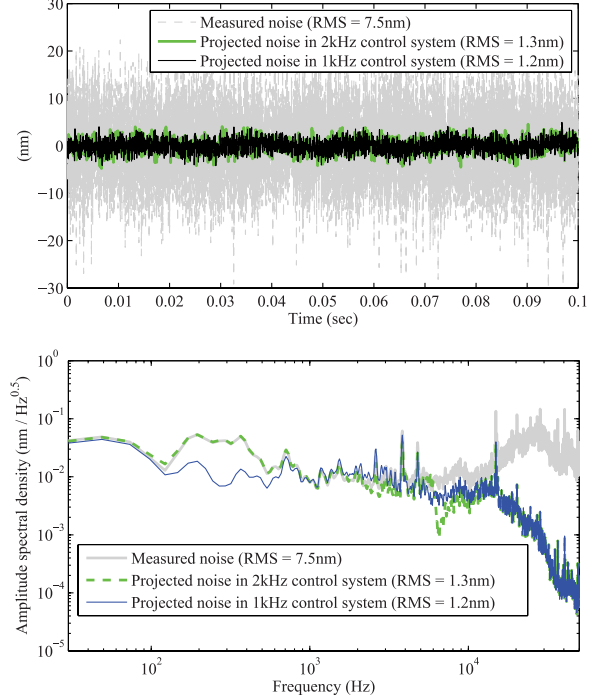 30
20
10
0
−10
−20
−30
(nm)
Measured noise (RMS = 7.5nm)
Projected noise in 2kHz control system (RMS = 1.3nm)
Projected noise in 1kHz control system (RMS = 1.2nm)
0 0.01 0.02 0.03 0.04 0.05 0.06 0.07 0.08 0.09 0.1
Time (sec)
10^0
10^−1
10^−2
10^−3
10^−4
10^−5
Amplitude spectral density (nm / Hz^0.5)
Measured noise (RMS = 7.5nm)
Projected noise in 2kHz control system (RMS = 1.3nm)
Projected noise in 1kHz control system (RMS = 1.2nm)
10^2 10^3 10^4
Frequency (Hz)